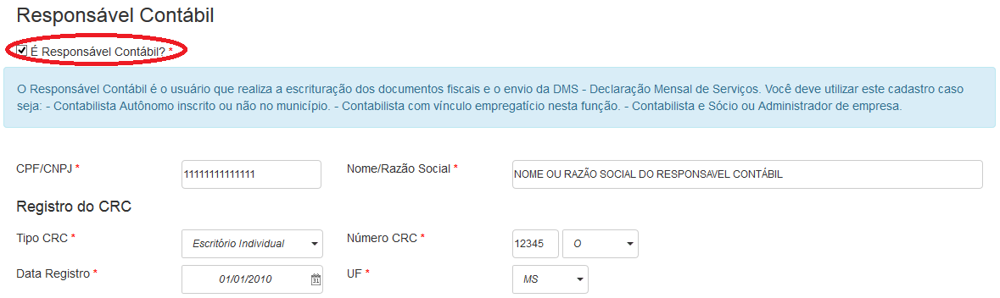 Responsável Contábil
É Responsável Contábil? *
O Responsável Contábil é o usuário que realiza a escrituração dos documentos fiscais e o envio da DMS - Declaração Mensal de Serviços. Você deve utilizar este cadastro caso
seja: - Contabilista Autônomo inscrito ou não no município. - Contabilista com vínculo empregatício nesta função. - Contabilista e Sócio ou Administrador de empresa.
CPF/CNPJ * 11111111111111 Nome/Razão Social * NOME OU RAZÃO SOCIAL DO RESPONSAVEL CONTÁBIL
Registro do CRC
Tipo CRC * Escritório Individual Número CRC * 12345 O
Data Registro * 01/01/2010 31 UF * MS